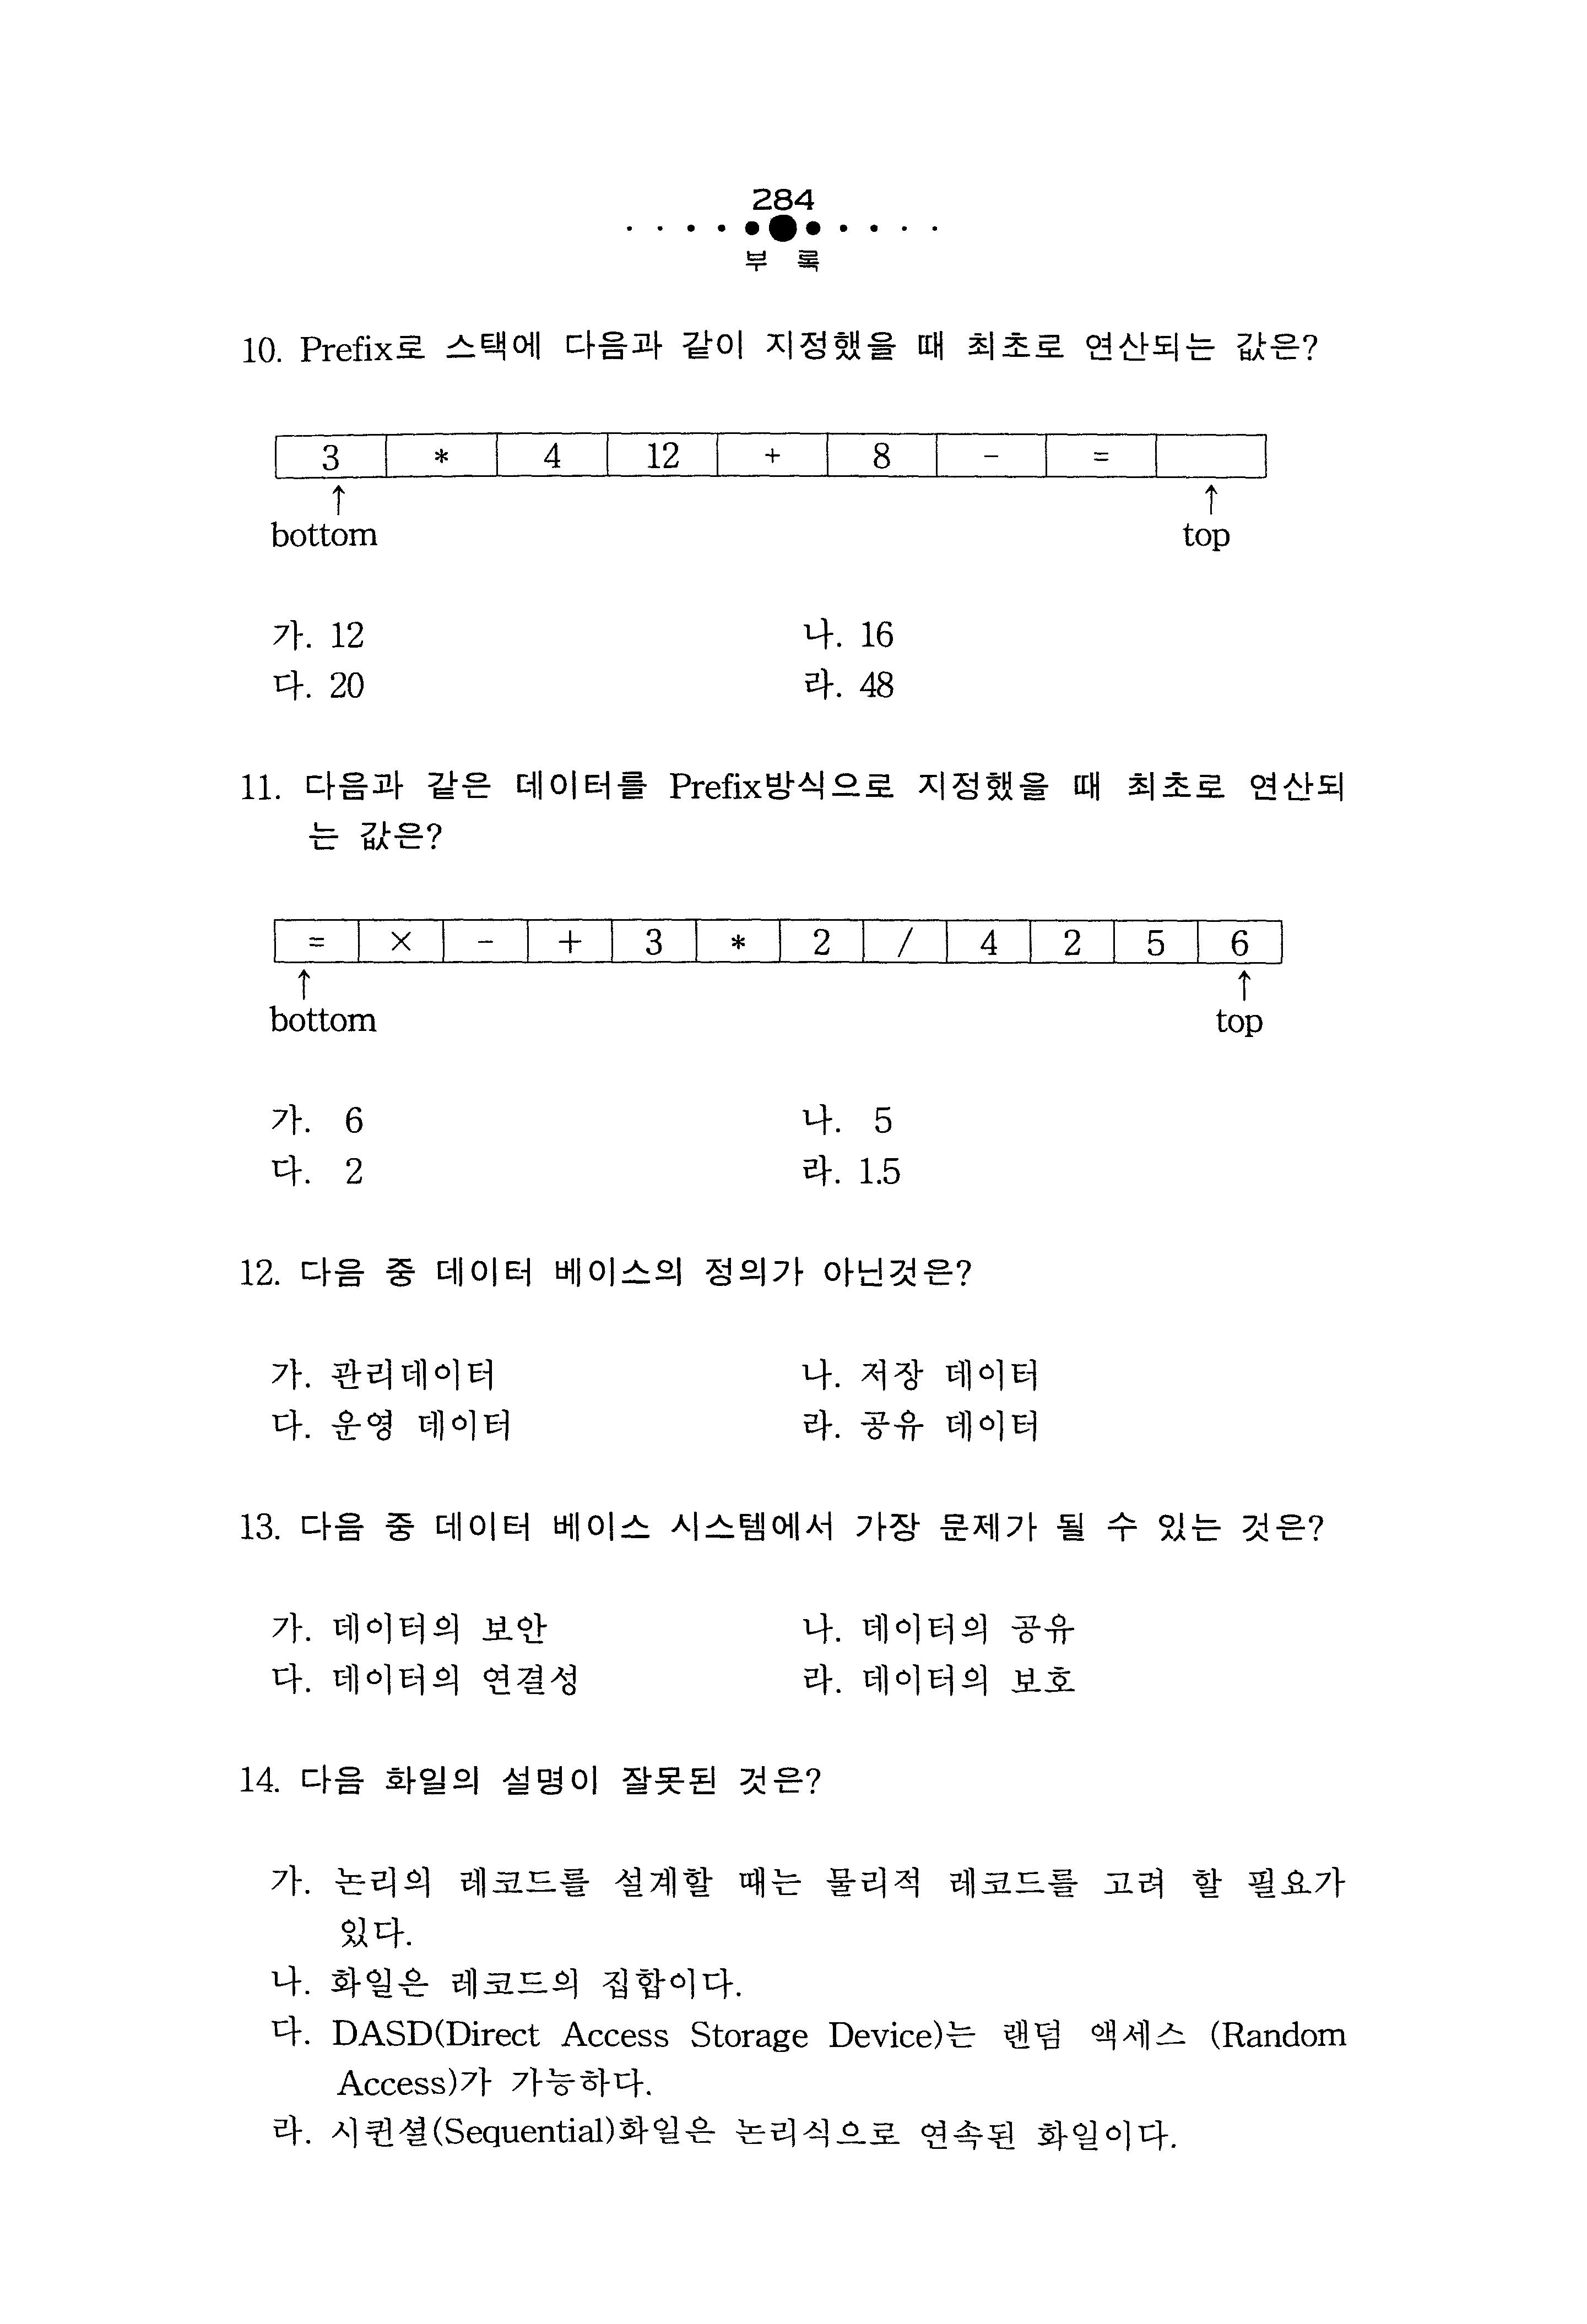 284
부 록
10. Prefix로 스택에 다음과 같이 지정했을 때 최초로 연산되는 값은?
3 * 4 12 + 8 - =
↑ ↑
bottom top
가. 12 나. 16
다. 20 라. 48
11. 다음과 같은 데이터를 Prefix방식으로 지정했을 때 최초로 연산되
는 값은?
= × - + 3 * 2 / 4 2 5 6
↑ ↑
bottom top
가. 6 나. 5
다. 2 라. 1.5
12. 다음 중 데이터 베이스의 정의가 아닌것은?
가. 관리데이터 나. 저장 데이터
다. 운영 데이터 라. 공유 데이터
13. 다음 중 데이터 베이스 시스템에서 가장 문제가 될 수 있는 것은?
가. 데이터의 보안 나. 데이터의 공유
다. 데이터의 연결성 라. 데이터의 보호
14. 다음 화일의 설명이 잘못된 것은?
가. 논리의 레코드를 설계할 때는 물리적 레코드를 고려 할 필요가
있다.
나. 화일은 레코드의 집합이다.
다. DASD(Direct Access Storage Device)는 랜덤 액세스 (Random
Access)가 가능하다.
라. 시퀀셜(Sequential)화일은 논리식으로 연속된 화일이다.